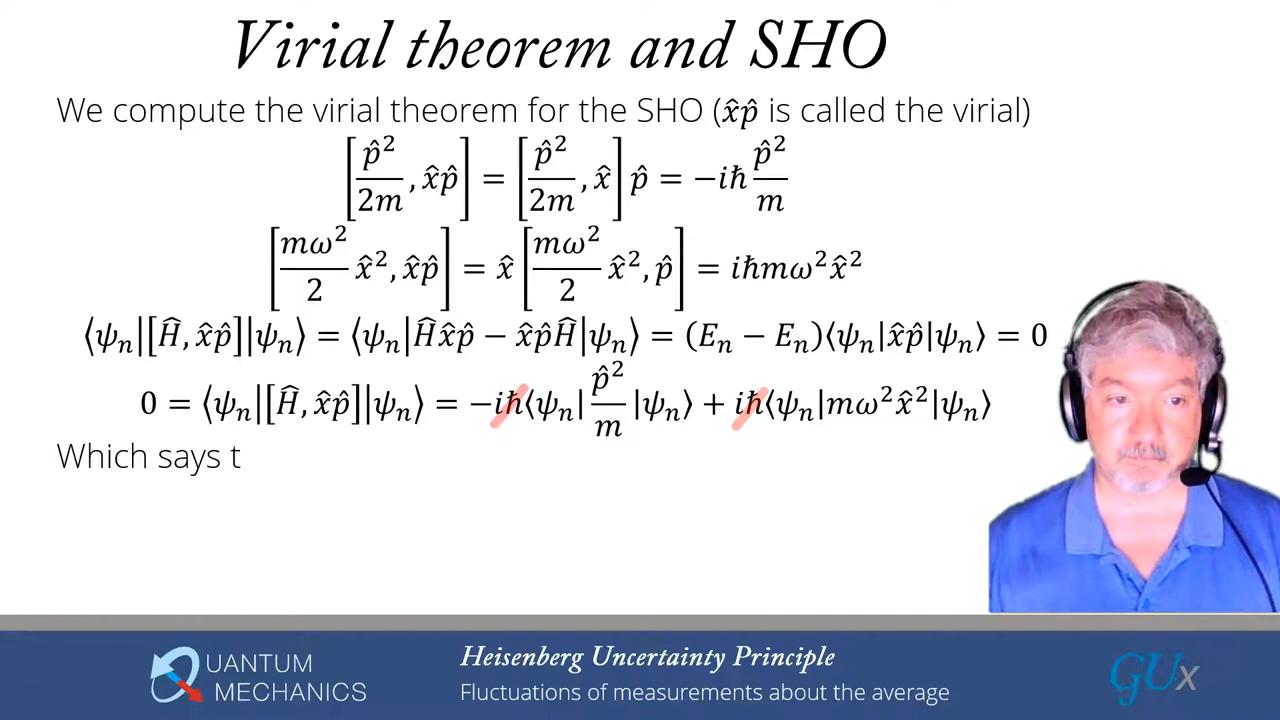 Virial theorem and SHO
We compute the virial theorem for the SHO (x̂p̂ is called the virial)
[p̂²/2m, x̂p̂] = [p̂²/2m, x̂] p̂ = −iħ p̂²/m
[mω²/2 x̂², x̂p̂] = x̂ [mω²/2 x̂², p̂] = iħmω²x̂²
⟨ψₙ|[Ĥ, x̂p̂]|ψₙ⟩ = ⟨ψₙ|Ĥx̂p̂ − x̂p̂Ĥ|ψₙ⟩ = (Eₙ − Eₙ)⟨ψₙ|x̂p̂|ψₙ⟩ = 0
0 = ⟨ψₙ|[Ĥ, x̂p̂]|ψₙ⟩ = −iħ⟨ψₙ| p̂²/m |ψₙ⟩ + iħ⟨ψₙ|mω²x̂²|ψₙ⟩
Which says t
QUANTUM
MECHANICS
Heisenberg Uncertainty Principle
Fluctuations of measurements about the average
GUx